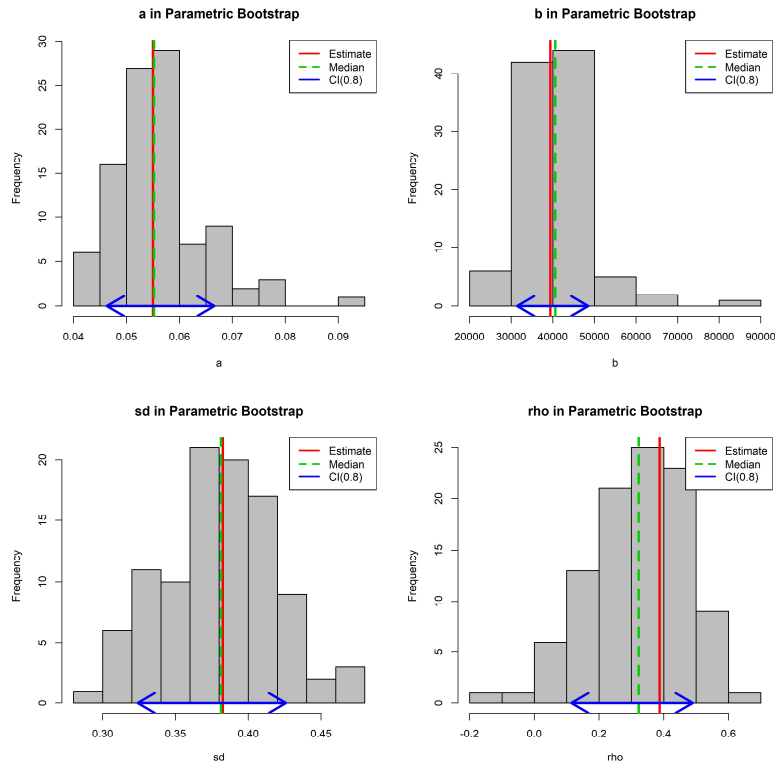 a in Parametric Bootstrap
Frequency
0 5 10 15 20 25 30
0.04 0.05 0.06 0.07 0.08 0.09
a
Estimate
Median
CI(0.8)
b in Parametric Bootstrap
Frequency
0 10 20 30 40
20000 30000 40000 50000 60000 70000 80000 90000
b
Estimate
Median
CI(0.8)
sd in Parametric Bootstrap
Frequency
0 5 10 15 20
0.30 0.35 0.40 0.45
sd
Estimate
Median
CI(0.8)
rho in Parametric Bootstrap
Frequency
0 5 10 15 20 25
-0.2 0.0 0.2 0.4 0.6
rho
Estimate
Median
CI(0.8)